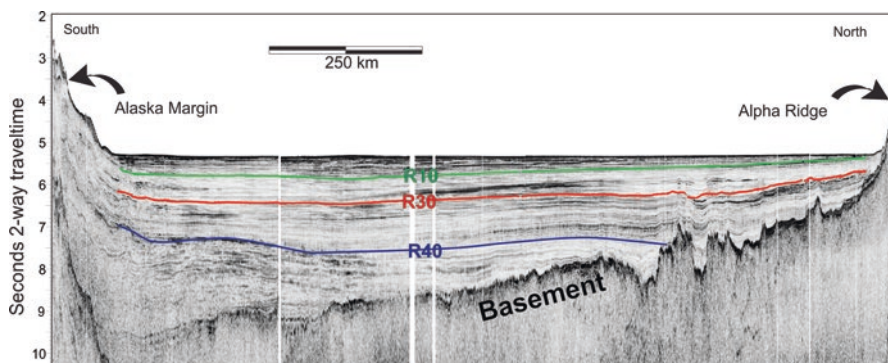 2
South
North
3
250 km
4
Alaska Margin
Alpha Ridge
5
R10
6
R30
7
R40
8
Basement
9
10
Seconds 2-way traveltime